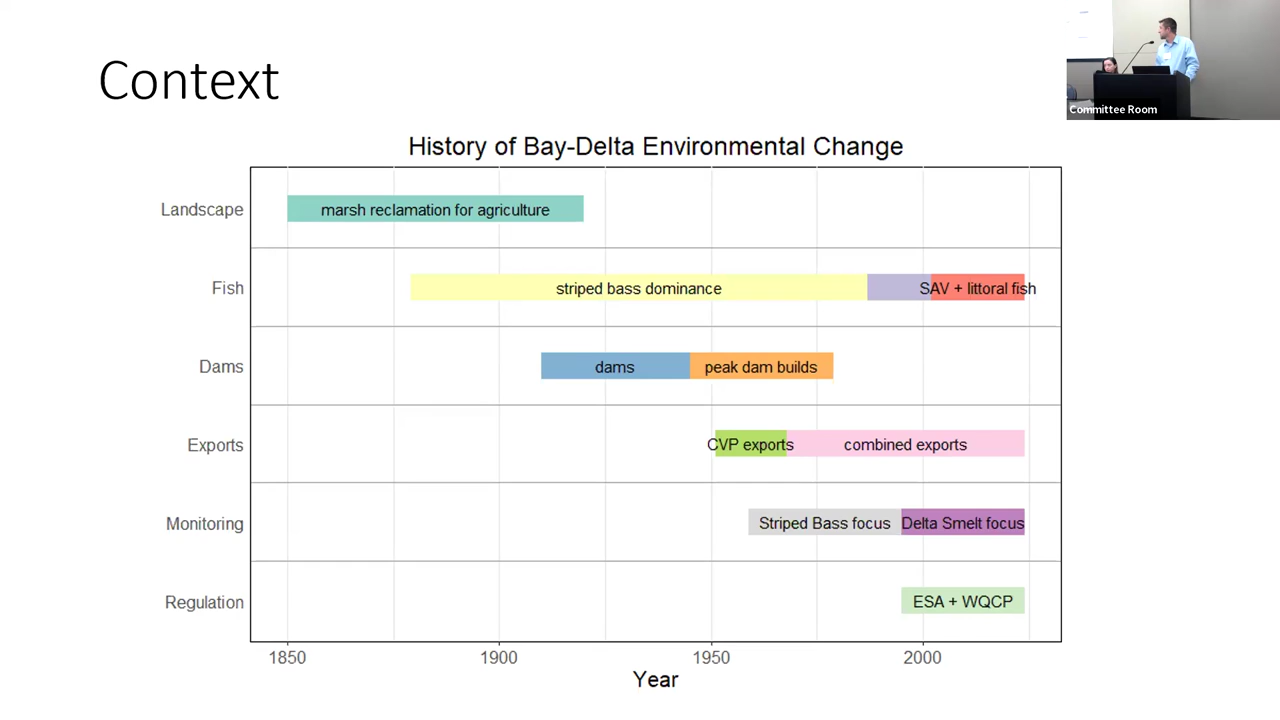 Context
Committee Room
History of Bay-Delta Environmental Change
Landscape
marsh reclamation for agriculture
Fish
striped bass dominance
SAV + littoral fish
Dams
dams
peak dam builds
Exports
CVP exports
combined exports
Monitoring
Striped Bass focus
Delta Smelt focus
Regulation
ESA + WQCP
1850
1900
1950
2000
Year